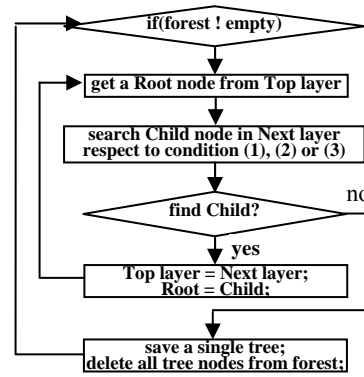 if(forest ! empty)
get a Root node from Top layer
search Child node in Next layer
respect to condition (1), (2) or (3)
find Child?
no
yes
Top layer = Next layer;
Root = Child;
save a single tree;
delete all tree nodes from forest;